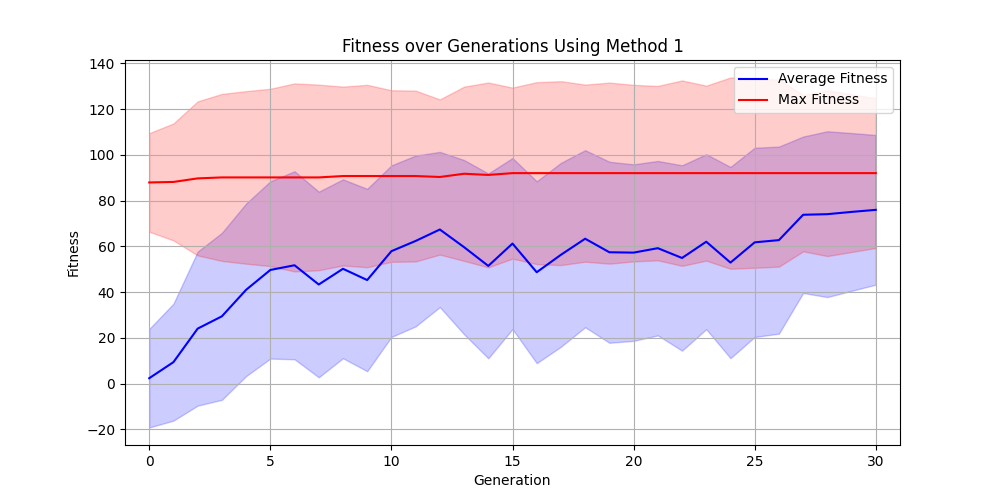 Fitness over Generations Using Method 1
Average Fitness
Max Fitness
140
120
100
80
60
40
20
0
−20
Fitness
0 5 10 15 20 25 30
Generation